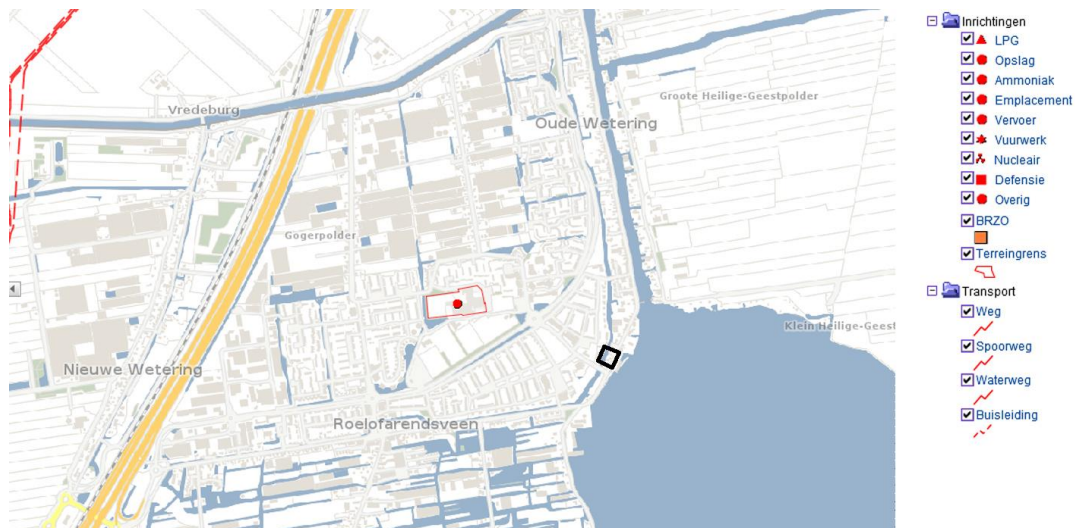 Vredeburg
Groote Heilige-Geestpolder
Oude Wetering
Gogerpolder
Klein Heilige-Geest
Nieuwe Wetering
Roelofarendsveen
Inrichtingen
LPG
Opslag
Ammoniak
Emplacement
Vervoer
Vuurwerk
Nucleair
Defensie
Overig
BRZO
Terreingrens
Transport
Weg
Spoorweg
Waterweg
Buisleiding